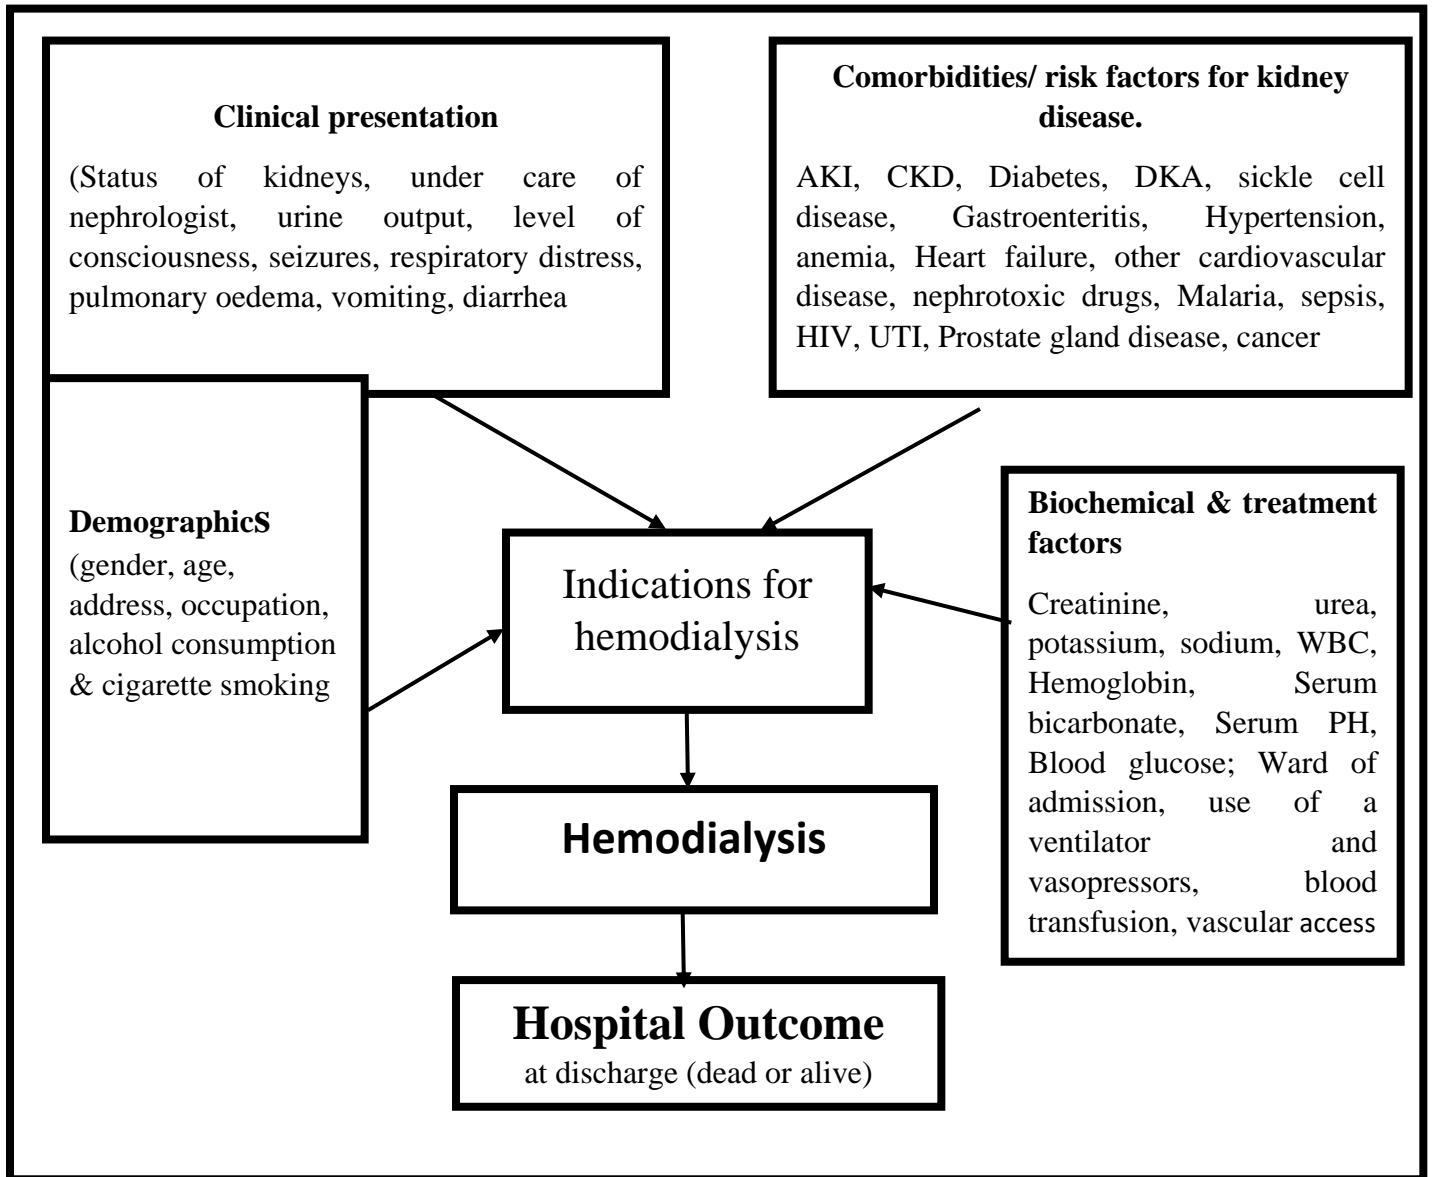 Clinical presentation
(Status of kidneys, under care of
nephrologist, urine output, level of
consciousness, seizures, respiratory distress,
pulmonary oedema, vomiting, diarrhea
Comorbidities/ risk factors for kidney
disease.
AKI, CKD, Diabetes, DKA, sickle cell
disease, Gastroenteritis, Hypertension,
anemia, Heart failure, other cardiovascular
disease, nephrotoxic drugs, Malaria, sepsis,
HIV, UTI, Prostate gland disease, cancer
Demographics
(gender, age,
address, occupation,
alcohol consumption
& cigarette smoking
Indications for
hemodialysis
Biochemical & treatment
factors
Creatinine, urea,
potassium, sodium, WBC,
Hemoglobin, Serum
bicarbonate, Serum PH,
Blood glucose; Ward of
admission, use of a
ventilator and
vasopressors, blood
transfusion, vascular access
Hemodialysis
Hospital Outcome
at discharge (dead or alive)